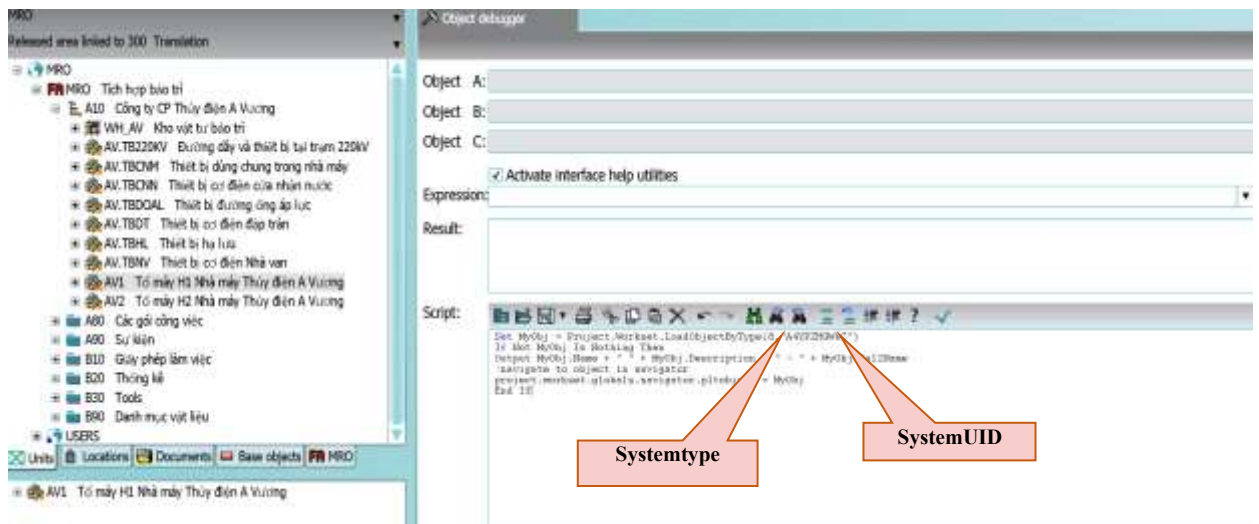 MRO
Released area linked to 300 Translation
MRO
MRO Tích hợp bảo trì
A10 Công ty CP Thủy điện A Vương
WH_AV Kho vật tư bảo trì
AV.TB220KV Đường dây và thiết bị tại trạm 220kV
AV.TBCNM Thiết bị dùng chung trong nhà máy
AV.TBCNN Thiết bị cơ điện cửa nhận nước
AV.TBDOAL Thiết bị đường ống áp lực
AV.TBDT Thiết bị cơ điện đập tràn
AV.TBHL Thiết bị hạ lưu
AV.TBNV Thiết bị cơ điện Nhà van
AV1 Tổ máy H1 Nhà máy Thủy điện A Vương
AV2 Tổ máy H2 Nhà máy Thủy điện A Vương
A80 Các gói công việc
A90 Sự kiện
B10 Giấy phép làm việc
B20 Thống kê
B30 Tools
B90 Danh mục vật liệu
USERS
Units Locations Documents Base objects MRO
AV1 Tổ máy H1 Nhà máy Thủy điện A Vương
Object debugger
Object A:
Object B:
Object C:
Activate interface help utilities
Expression:
Result:
Script:
Set MyObj = Project.Workset.LoadObjectByType(
If Not MyObj Is Nothing Then
Output MyObj.Name + " " + MyObj.Description + " - " + MyObj.
'navigate to object in navigator
project.workset.globals.navigator.pltobject = MyObj
End If
Systemtype
SystemUID